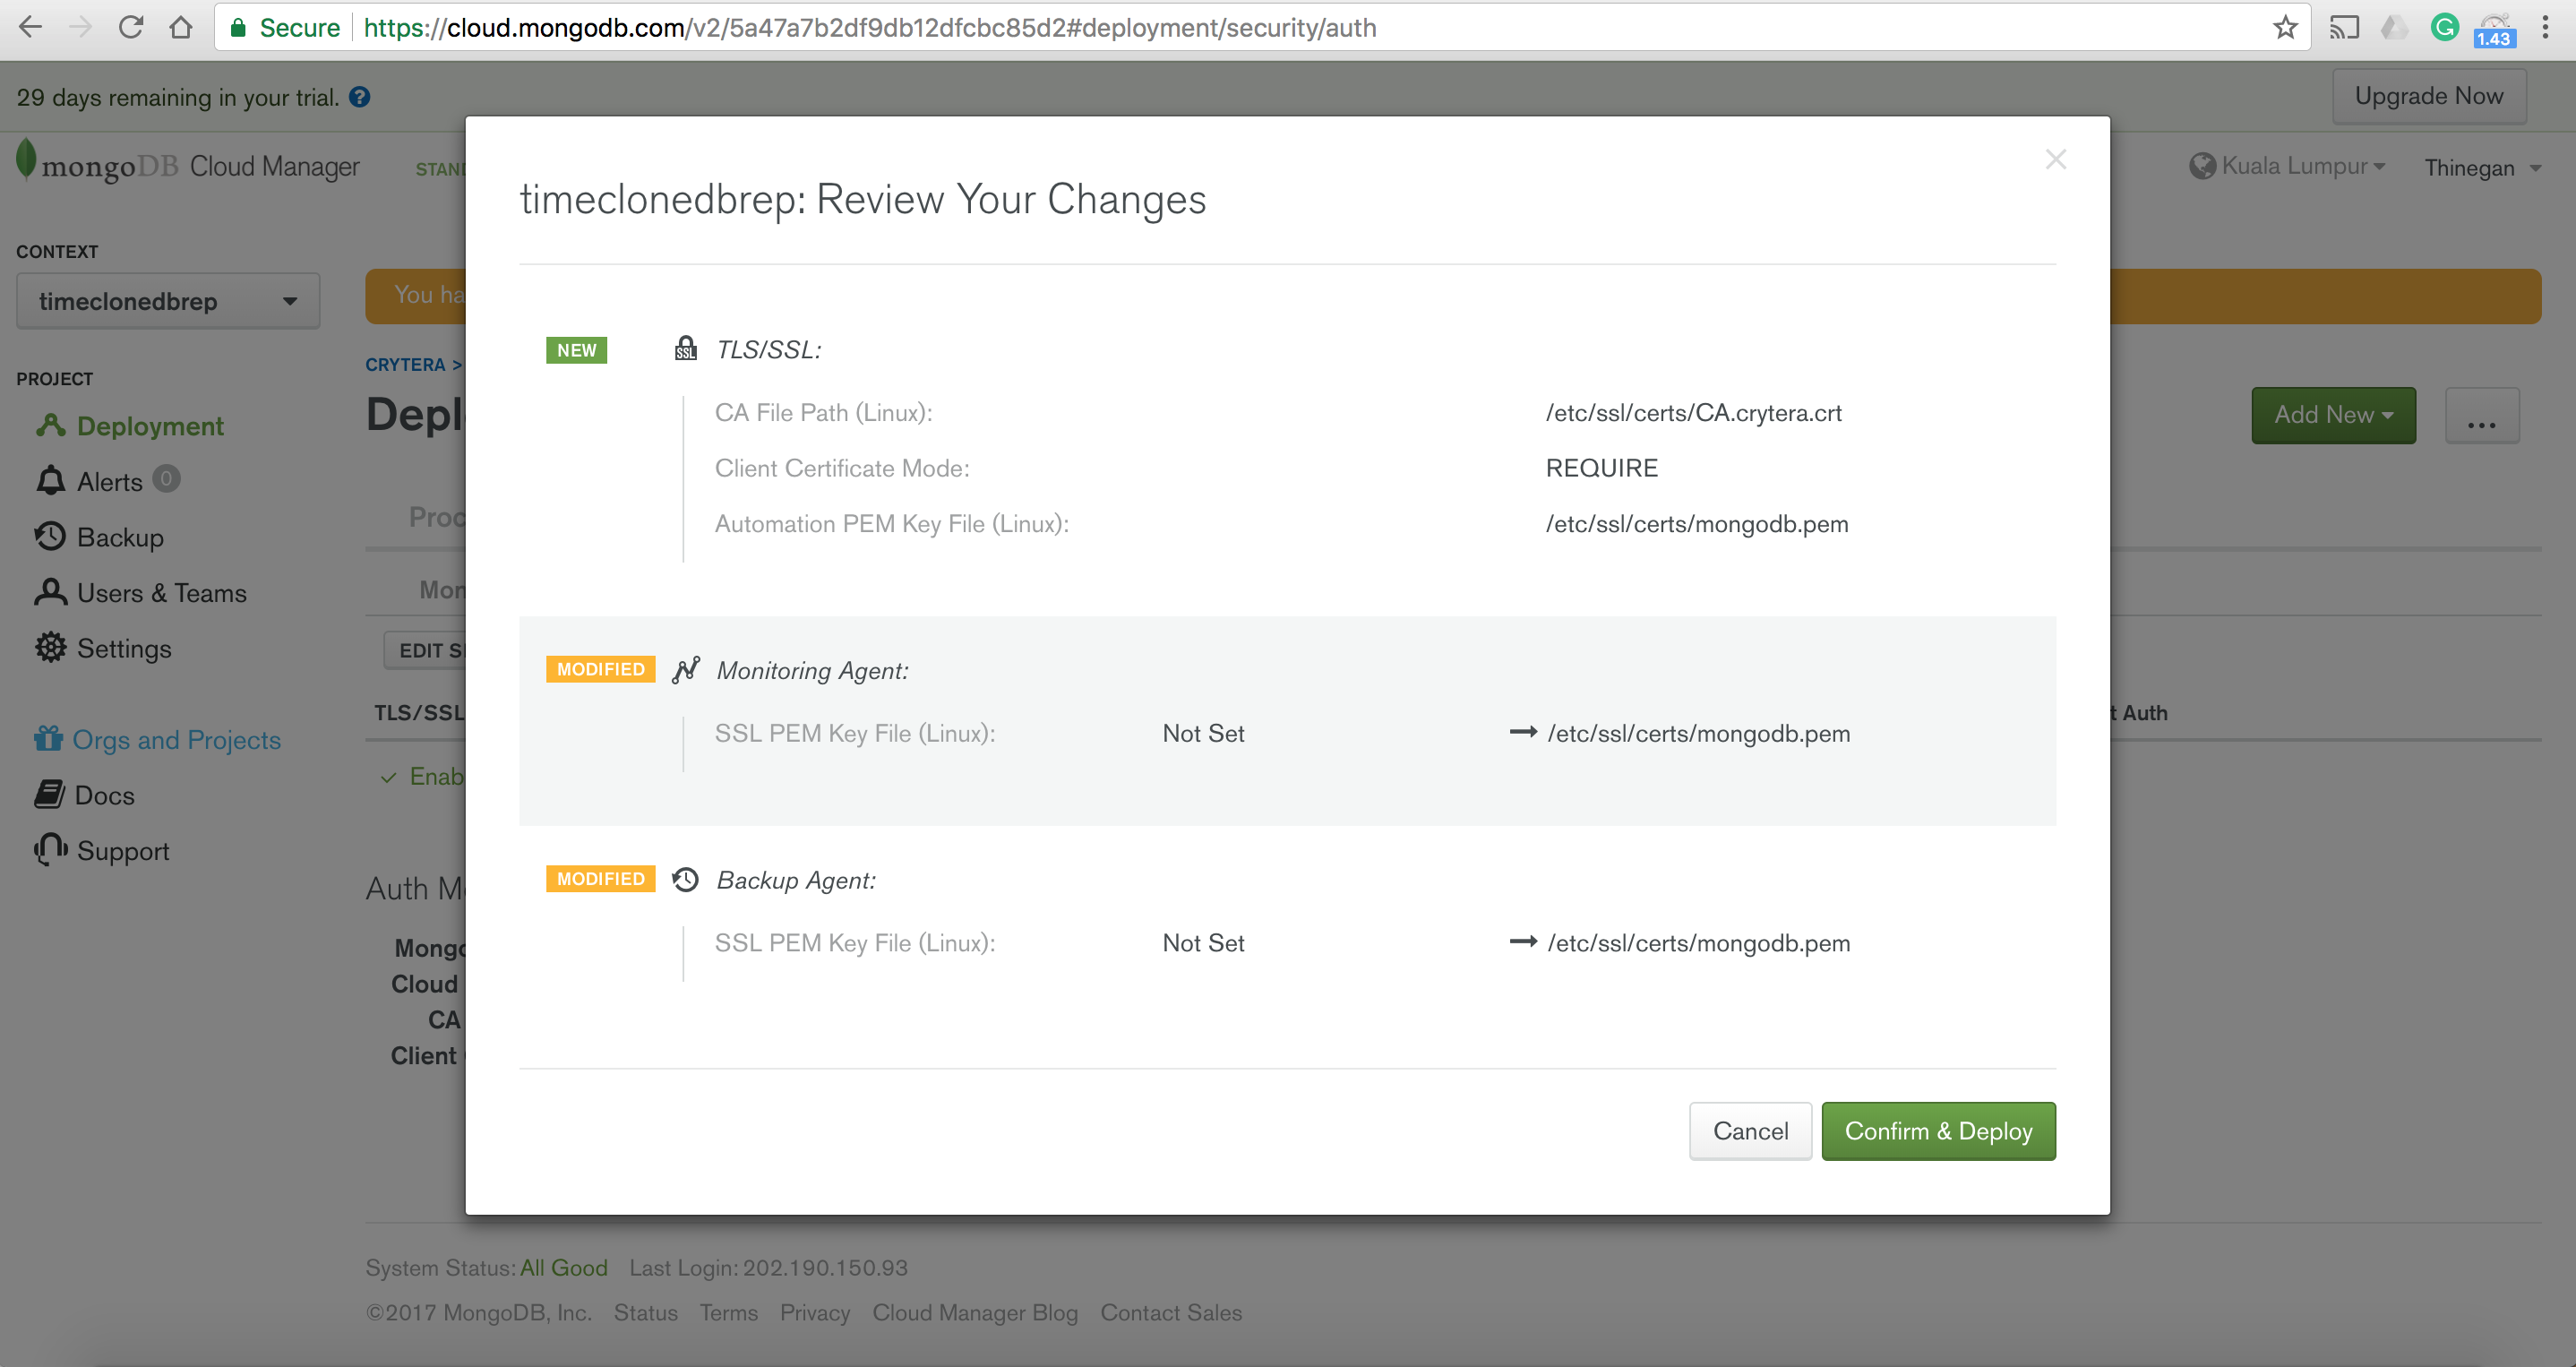 Secure https://cloud.mongodb.com/v2/5a47a7b2df9db12dfcbc85d2#deployment/security/auth
1.43
29 days remaining in your trial. ?
Upgrade Now
mongoDB Cloud Manager
Kuala Lumpur
Thinegan
timeclonedbrep: Review Your Changes
CONTEXT
timeclonedbrep
You
NEW SSL TLS/SSL:
CRYTERA >
PROJECT
CA File Path (Linux): /etc/ssl/certs/CA.crytera.crt
Add New
...
Deployment
Client Certificate Mode: REQUIRE
Alerts 0
Automation PEM Key File (Linux): /etc/ssl/certs/mongodb.pem
Backup
Users & Teams
EDIT
Settings
MODIFIED Monitoring Agent:
TLS/SSL
Auth
SSL PEM Key File (Linux): Not Set → /etc/ssl/certs/mongodb.pem
Orgs and Projects
Docs
Support
MODIFIED Backup Agent:
Auth
SSL PEM Key File (Linux): Not Set → /etc/ssl/certs/mongodb.pem
Cloud
CA
Client
Cancel
Confirm & Deploy
System Status: All Good Last Login: 202.190.150.93
©2017 MongoDB, Inc. Status Terms Privacy Cloud Manager Blog Contact Sales